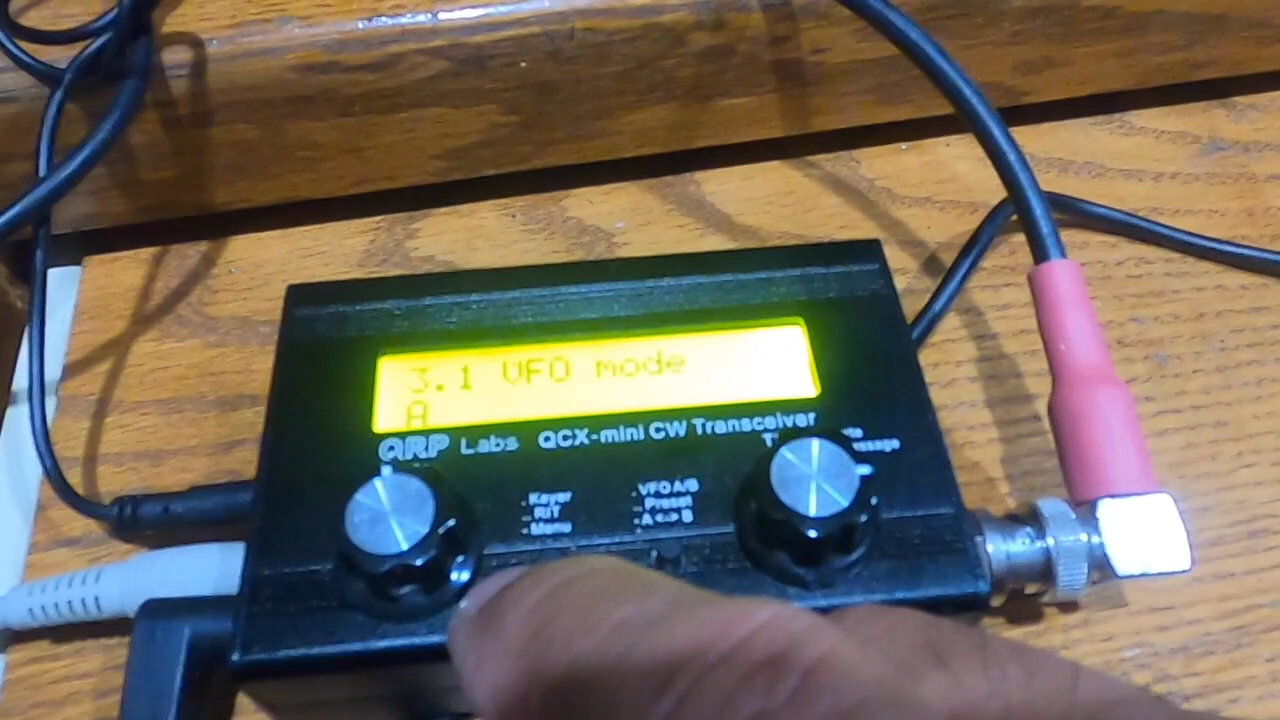 3.1 VFO mode
A
QRP Labs QCX-mini CW Transceiver
. Keyer
.. RIT
- Menu
. VFO A/B
.. Preset
- A<->B